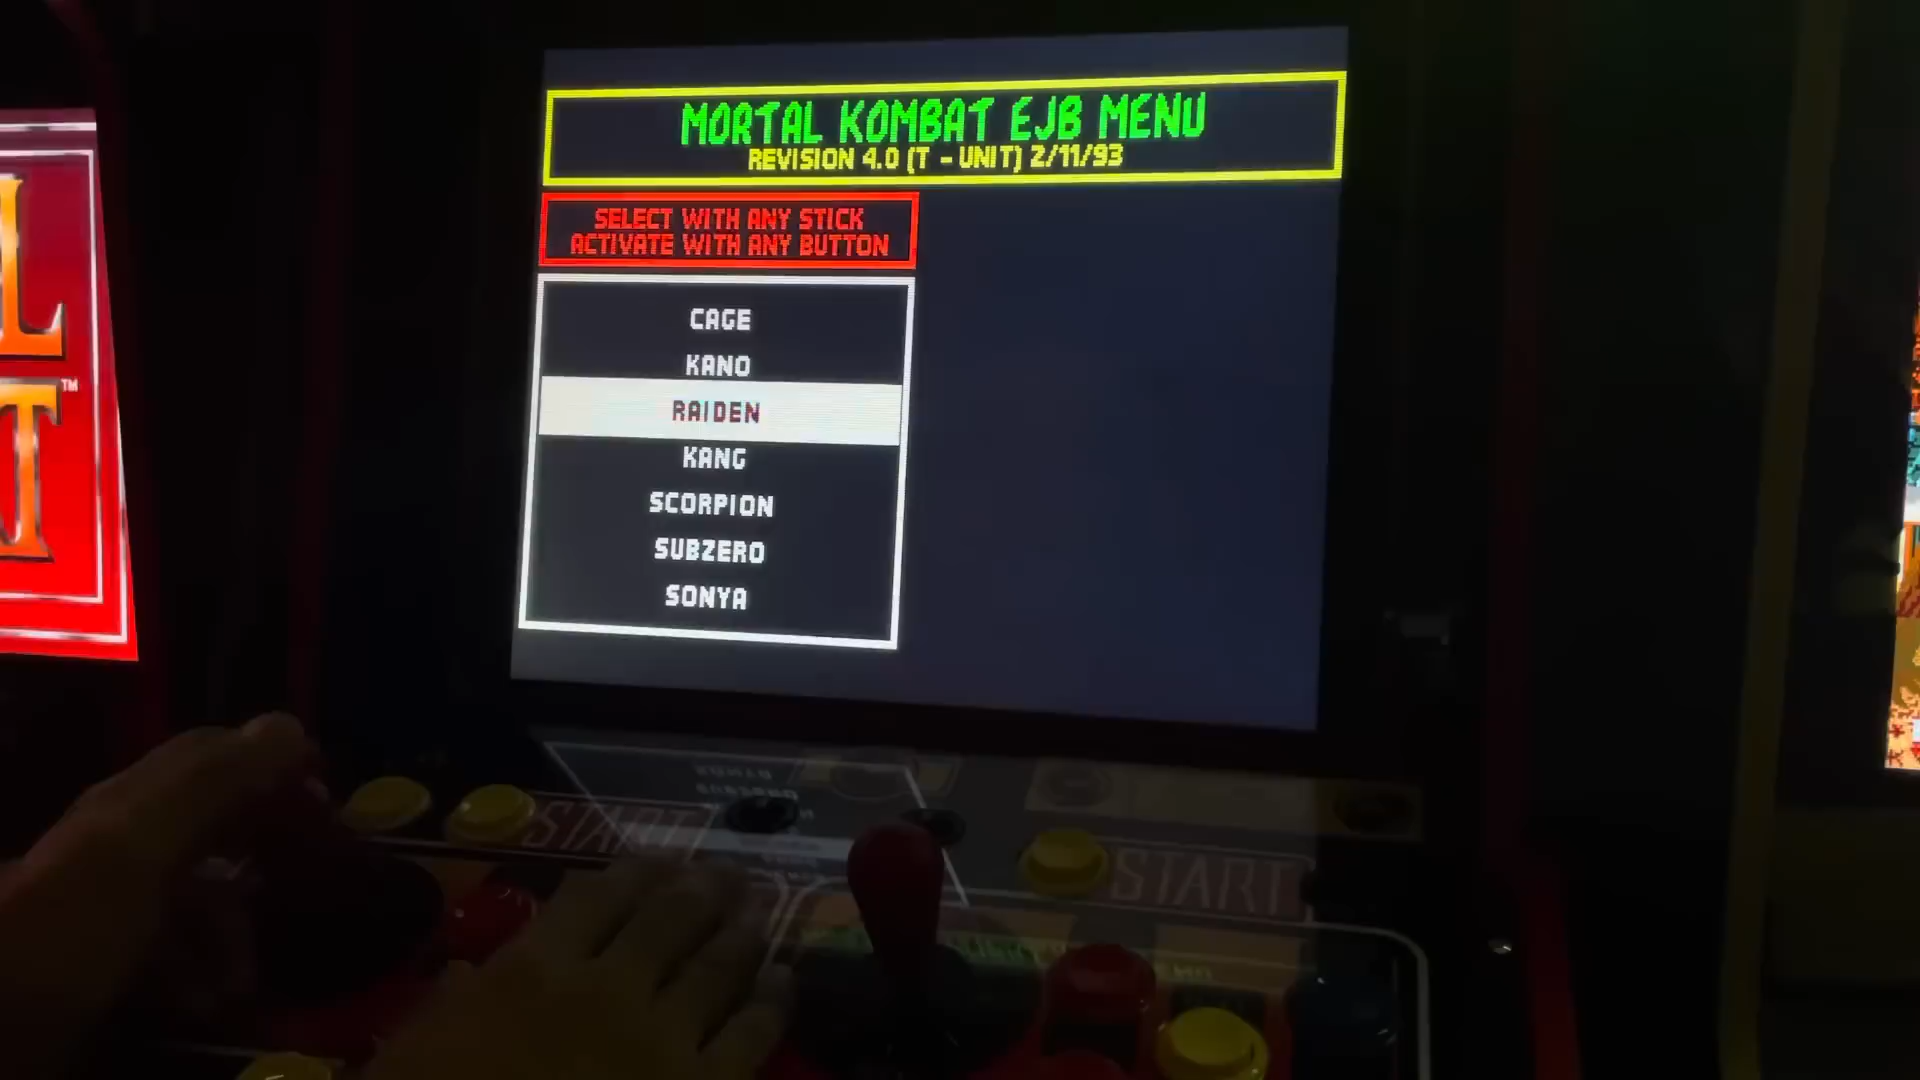 MORTAL KOMBAT EJB MENU
REVISION 4.0 (T - UNIT) 2/11/93
SELECT WITH ANY STICK
ACTIVATE WITH ANY BUTTON
CAGE
KANO
RAIDEN
KANG
SCORPION
SUBZERO
SONYA
L
T
TM
START
START